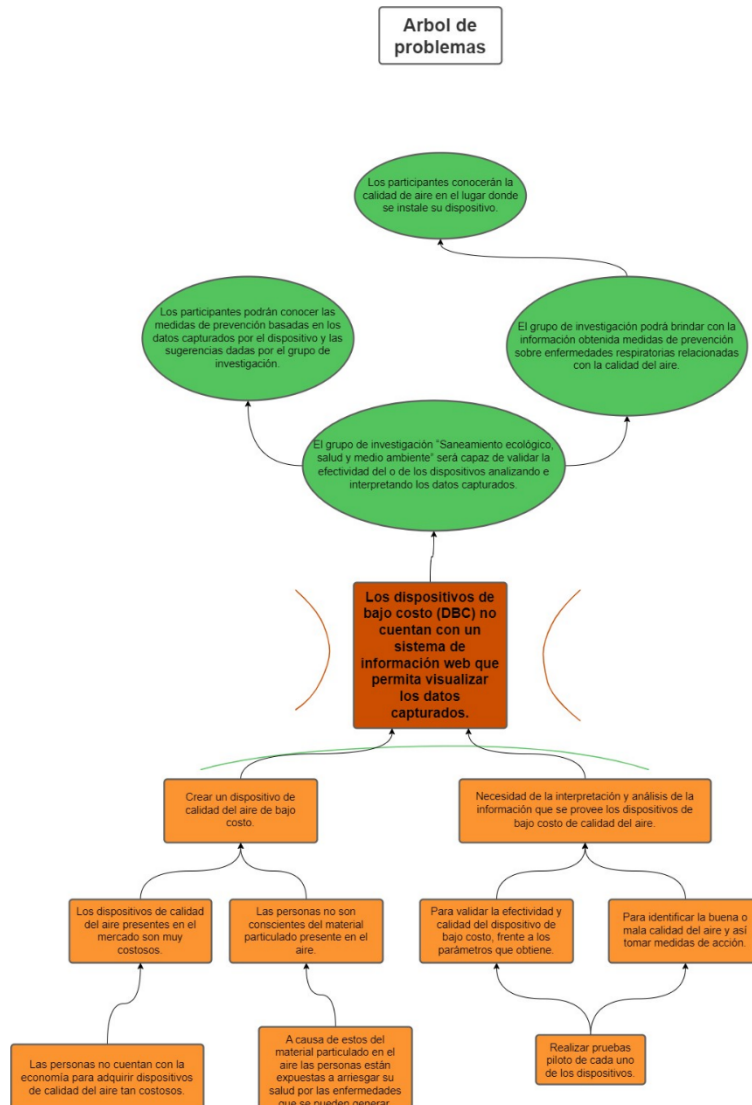 Arbol de
problemas
Los participantes conocerán la
calidad de aire en el lugar donde
se instale su dispositivo.
Los participantes podrán conocer las
medidas de prevención basadas en los
datos capturados por el dispositivo y las
sugerencias dadas por el grupo de
investigación.
El grupo de investigación podrá brindar con la
información obtenida medidas de prevención
sobre enfermedades respiratorias relacionadas
con la calidad del aire.
El grupo de investigación "Saneamiento ecológico,
salud y medio ambiente" será capaz de validar la
efectividad del o de los dispositivos analizando e
interpretando los datos capturados.
Los dispositivos de
bajo costo (DBC) no
cuentan con un
sistema de
información web que
permita visualizar
los datos
capturados.
Crear un dispositivo de
calidad del aire de bajo
costo.
Necesidad de la interpretación y análisis de la
información que se provee los dispositivos de
bajo costo de calidad del aire.
Los dispositivos de calidad
del aire presentes en el
mercado son muy
costosos.
Las personas no son
conscientes del material
particulado presente en el
aire.
Para validar la efectividad y
calidad del dispositivo de
bajo costo, frente a los
parámetros que obtiene.
Para identificar la buena o
mala calidad del aire y así
tomar medidas de acción.
Las personas no cuentan con la
economía para adquirir dispositivos
de calidad del aire tan costosos.
A causa de estos del
material particulado en el
aire las personas están
expuestas a arriesgar su
salud por las enfermedades
que se pueden generar
Realizar pruebas
piloto de cada uno
de los dispositivos.